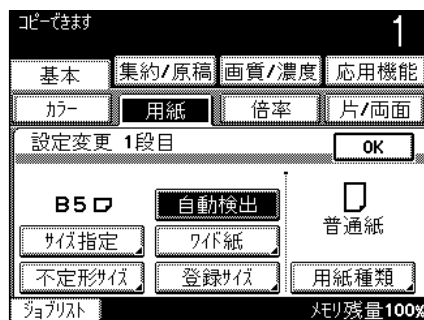 コピーできます
1
基本 集約/原稿 画質/濃度 応用機能
カラー 用紙 倍率 片/両面
設定変更 1段目 OK
B5 自動検出
普通紙
サイズ指定 ワイド紙
不定形サイズ 登録サイズ 用紙種類
ジョブリスト メモリ残量100%